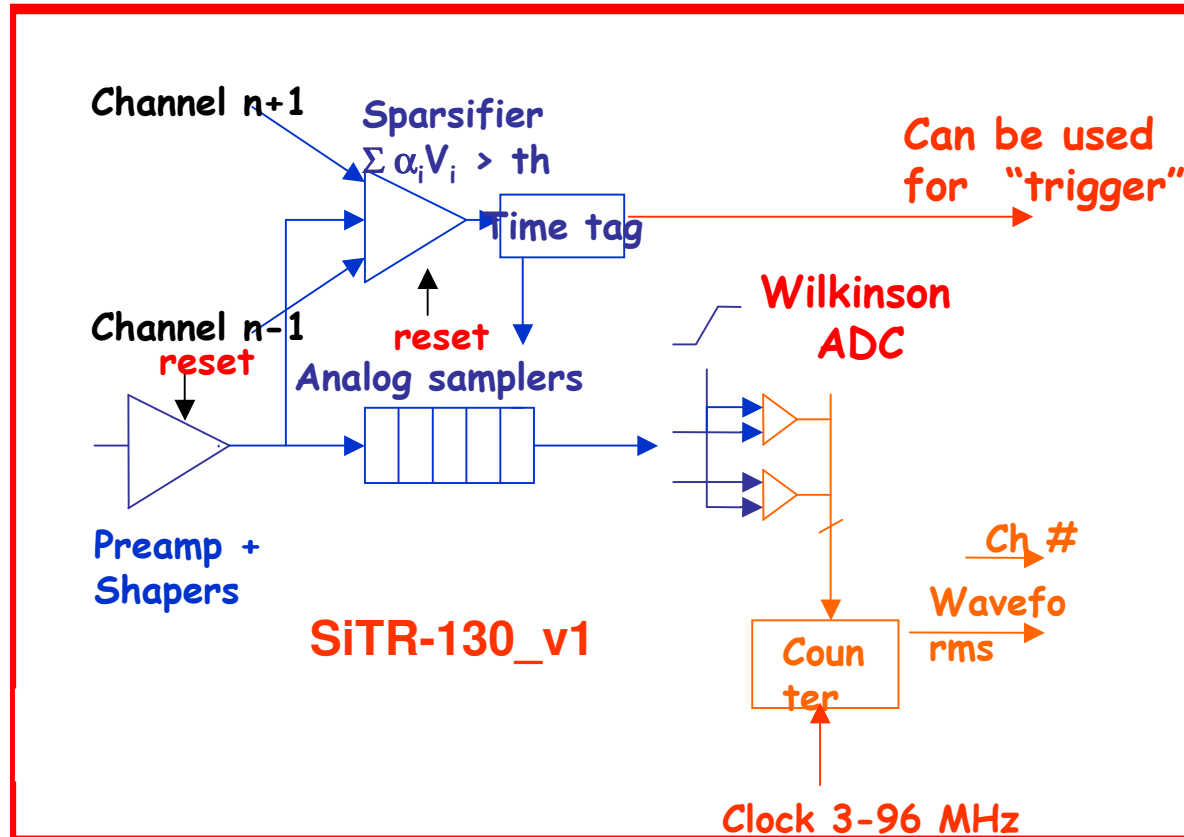 Channel n+1
Sparsifier
∑ αᵢVᵢ > th
Can be used
for "trigger"
Time tag
Channel n-1
reset
reset
Wilkinson
ADC
Analog samplers
Preamp +
Shapers
SiTR-130_v1
Ch #
Wavefo
rms
Coun
ter
Clock 3-96 MHz